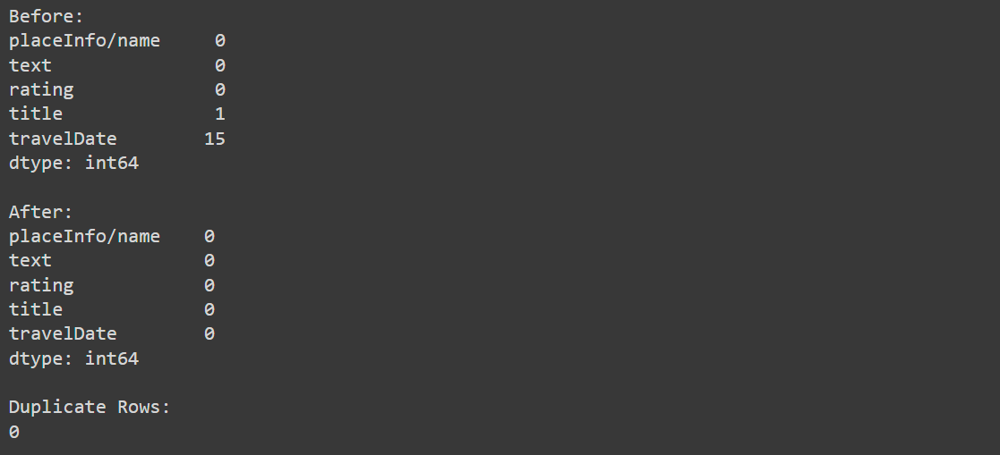 Before:
placeInfo/name     0
text               0
rating             0
title              1
travelDate        15
dtype: int64

After:
placeInfo/name    0
text              0
rating            0
title             0
travelDate        0
dtype: int64

Duplicate Rows:
0